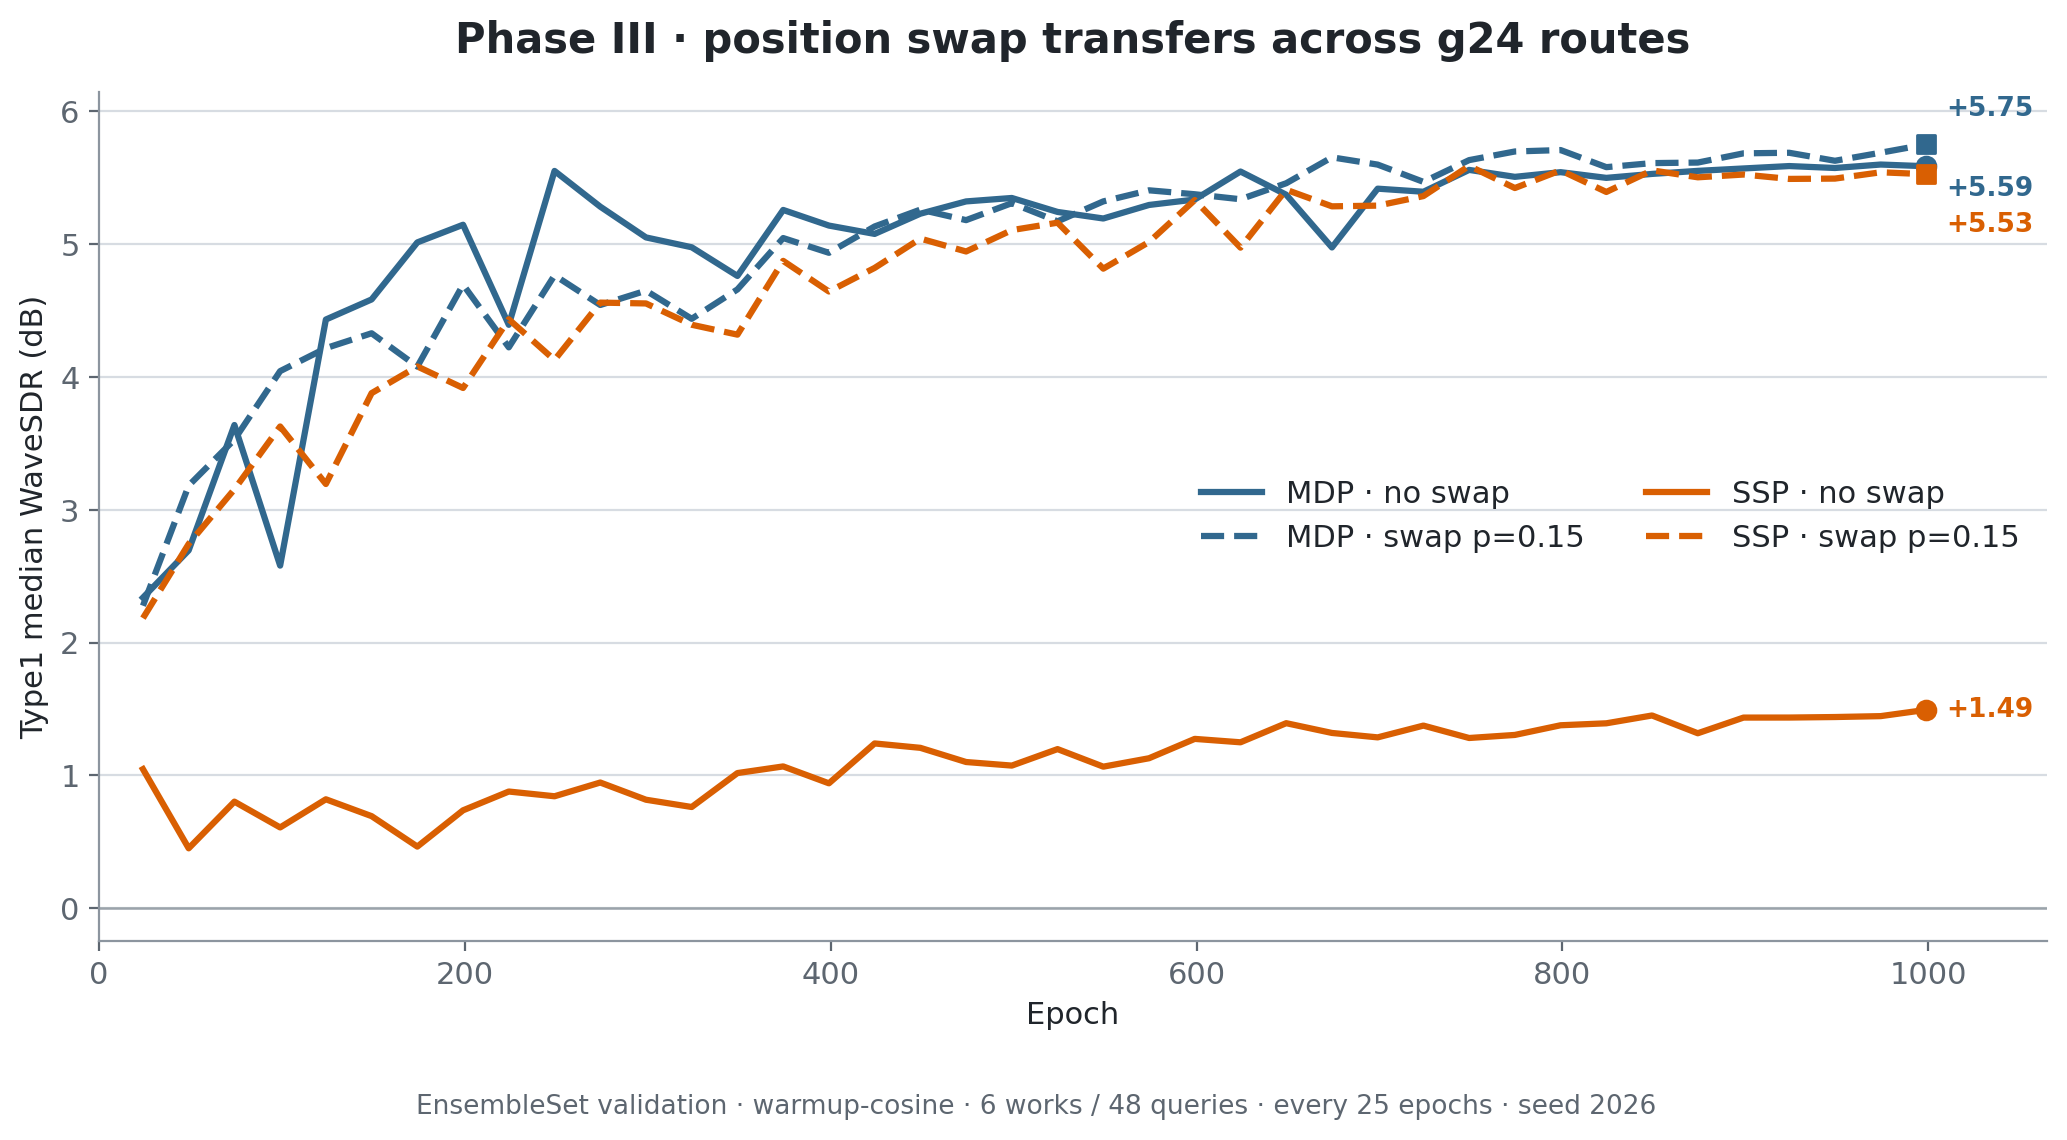 Phase III · position swap transfers across g24 routes
Type1 median WaveSDR (dB)
6
5
4
3
2
1
0
+5.75
+5.59
+5.53
+1.49
MDP · no swap
MDP · swap p=0.15
SSP · no swap
SSP · swap p=0.15
0 200 400 600 800 1000
Epoch
EnsembleSet validation · warmup-cosine · 6 works / 48 queries · every 25 epochs · seed 2026